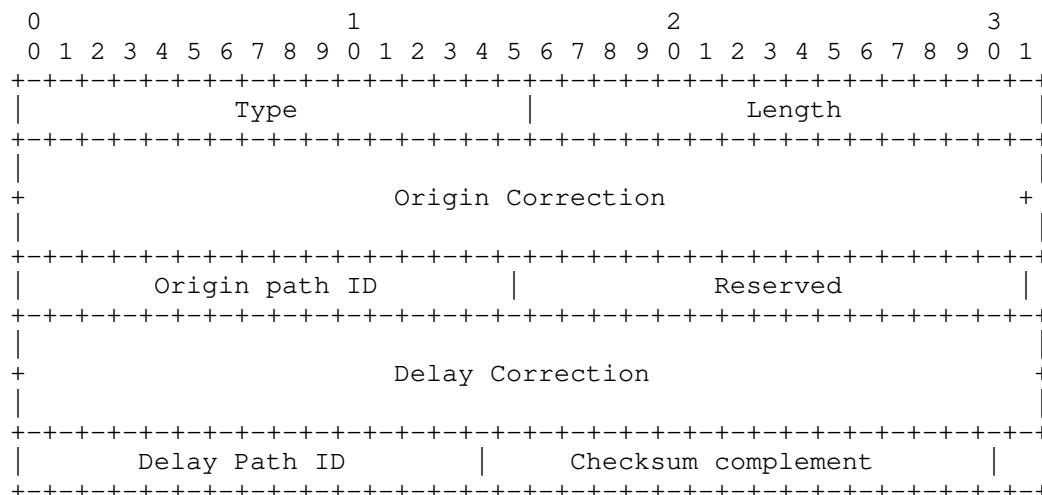 0 1 2 3
0 1 2 3 4 5 6 7 8 9 0 1 2 3 4 5 6 7 8 9 0 1 2 3 4 5 6 7 8 9 0 1
+-+-+-+-+-+-+-+-+-+-+-+-+-+-+-+-+-+-+-+-+-+-+-+-+-+-+-+-+-+-+-+-+
| Type | Length |
+-+-+-+-+-+-+-+-+-+-+-+-+-+-+-+-+-+-+-+-+-+-+-+-+-+-+-+-+-+-+-+-+
| |
+ Origin Correction +
| |
+-+-+-+-+-+-+-+-+-+-+-+-+-+-+-+-+-+-+-+-+-+-+-+-+-+-+-+-+-+-+-+-+
| Origin path ID | Reserved |
+-+-+-+-+-+-+-+-+-+-+-+-+-+-+-+-+-+-+-+-+-+-+-+-+-+-+-+-+-+-+-+-+
| |
+ Delay Correction +
| |
+-+-+-+-+-+-+-+-+-+-+-+-+-+-+-+-+-+-+-+-+-+-+-+-+-+-+-+-+-+-+-+-+
| Delay Path ID | Checksum complement |
+-+-+-+-+-+-+-+-+-+-+-+-+-+-+-+-+-+-+-+-+-+-+-+-+-+-+-+-+-+-+-+-+